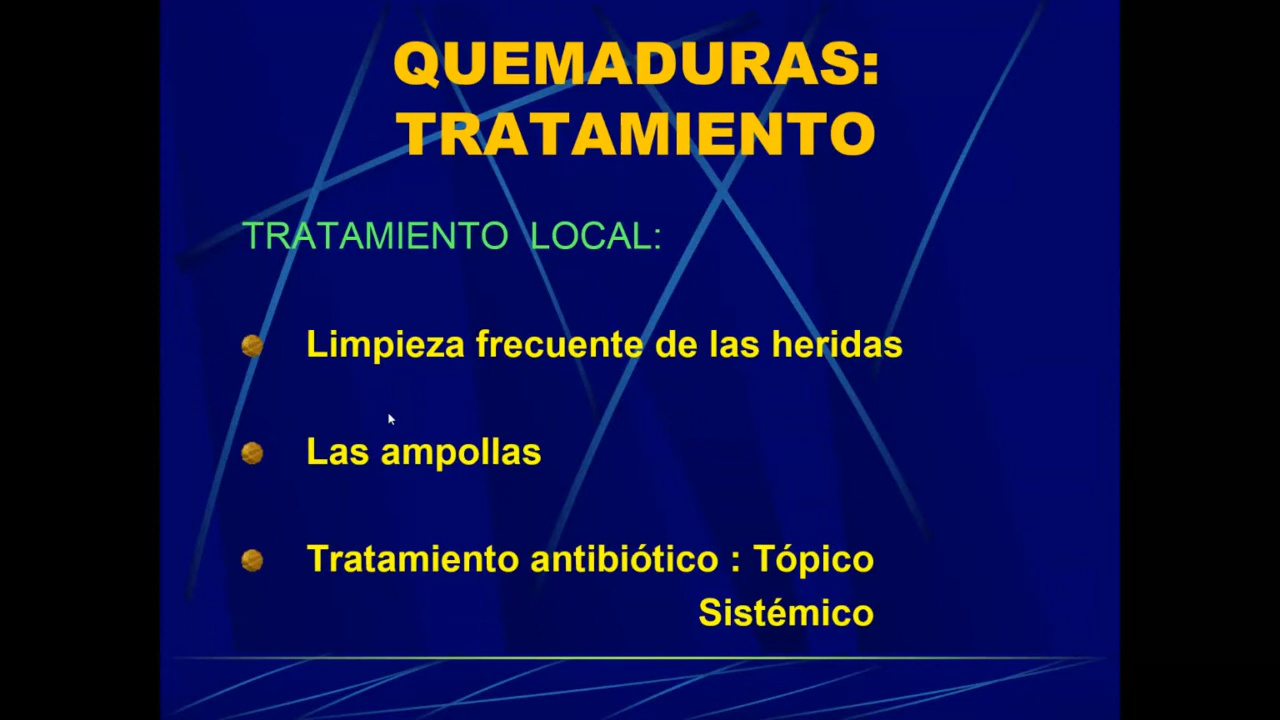 QUEMADURAS:
TRATAMIENTO
TRATAMIENTO LOCAL:
Limpieza frecuente de las heridas
Las ampollas
Tratamiento antibiótico : Tópico
Sistémico